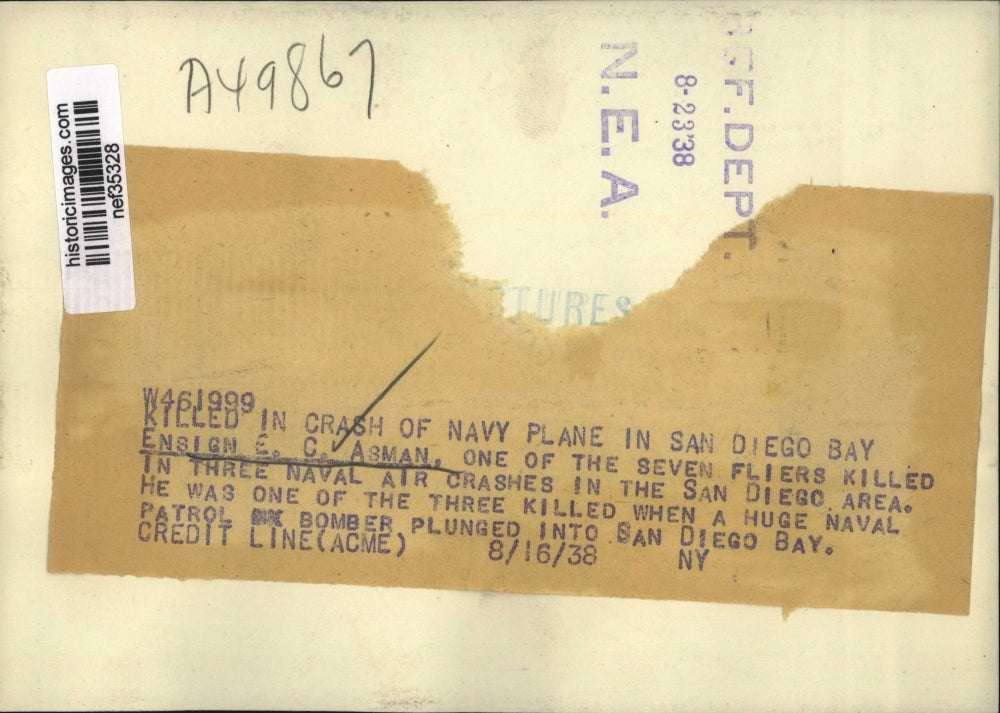 A49867
historicimages.com
nef35328
REF.DEPT.
8-23'38
N.E.A.
TURES
W461999
KILLED IN CRASH OF NAVY PLANE IN SAN DIEGO BAY
ENSIGN E. C. ASMAN, ONE OF THE SEVEN FLIERS KILLED
IN THREE NAVAL AIR CRASHES IN THE SAN DIEGO AREA.
HE WAS ONE OF THE THREE KILLED WHEN A HUGE NAVAL
PATROL BOMBER PLUNGED INTO SAN DIEGO BAY.
CREDIT LINE(ACME) 8/16/38 NY